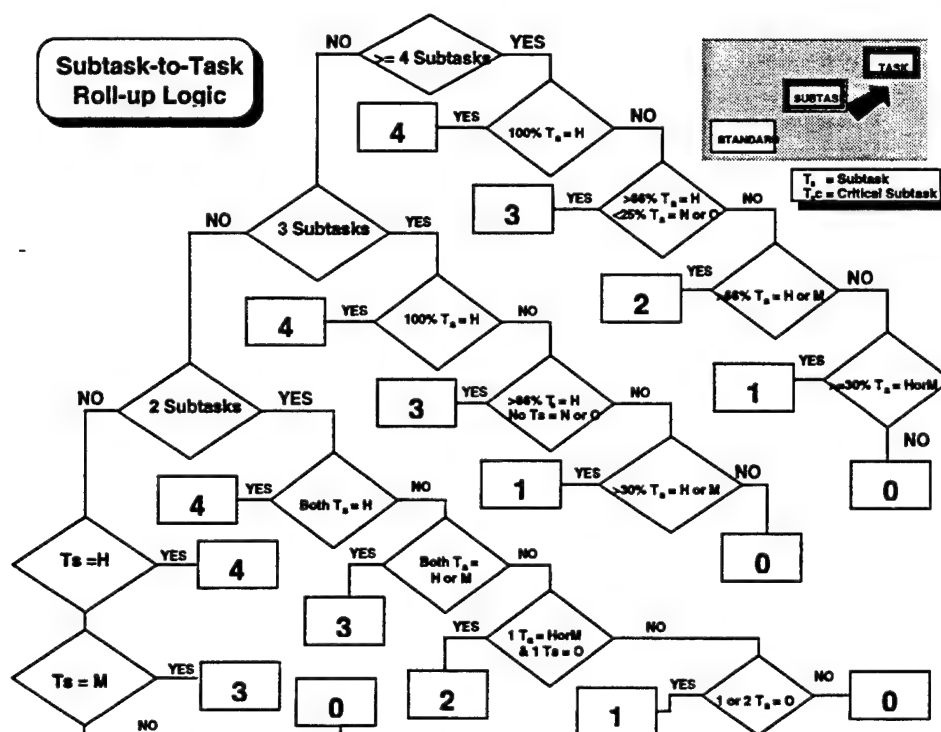 Subtask-to-Task
Roll-up Logic
NO
>= 4 Subtasks
YES
TASK
SUBTAS
STANDARD
YES
4
100% Ts = H
NO
Ts = Subtask
Tsc = Critical Subtask
3
YES
>66% Ts = H
<25% Ts = N or O
NO
NO
3 Subtasks
YES
2
YES
>66% Ts = H or M
NO
4
YES
100% Ts = H
NO
1
YES
>=30% Ts = HorM
NO
0
NO
2 Subtasks
YES
3
YES
>66% Ts = H
No Ts = N or O
NO
4
YES
Both Ts = H
NO
1
YES
>30% Ts = H or M
NO
0
Ts =H
YES
4
YES
3
Both Ts =
H or M
NO
YES
2
1 Ts = HorM
& 1 Ts = O
NO
Ts = M
YES
3
0
1
YES
1 or 2 Ts = O
NO
0
NO